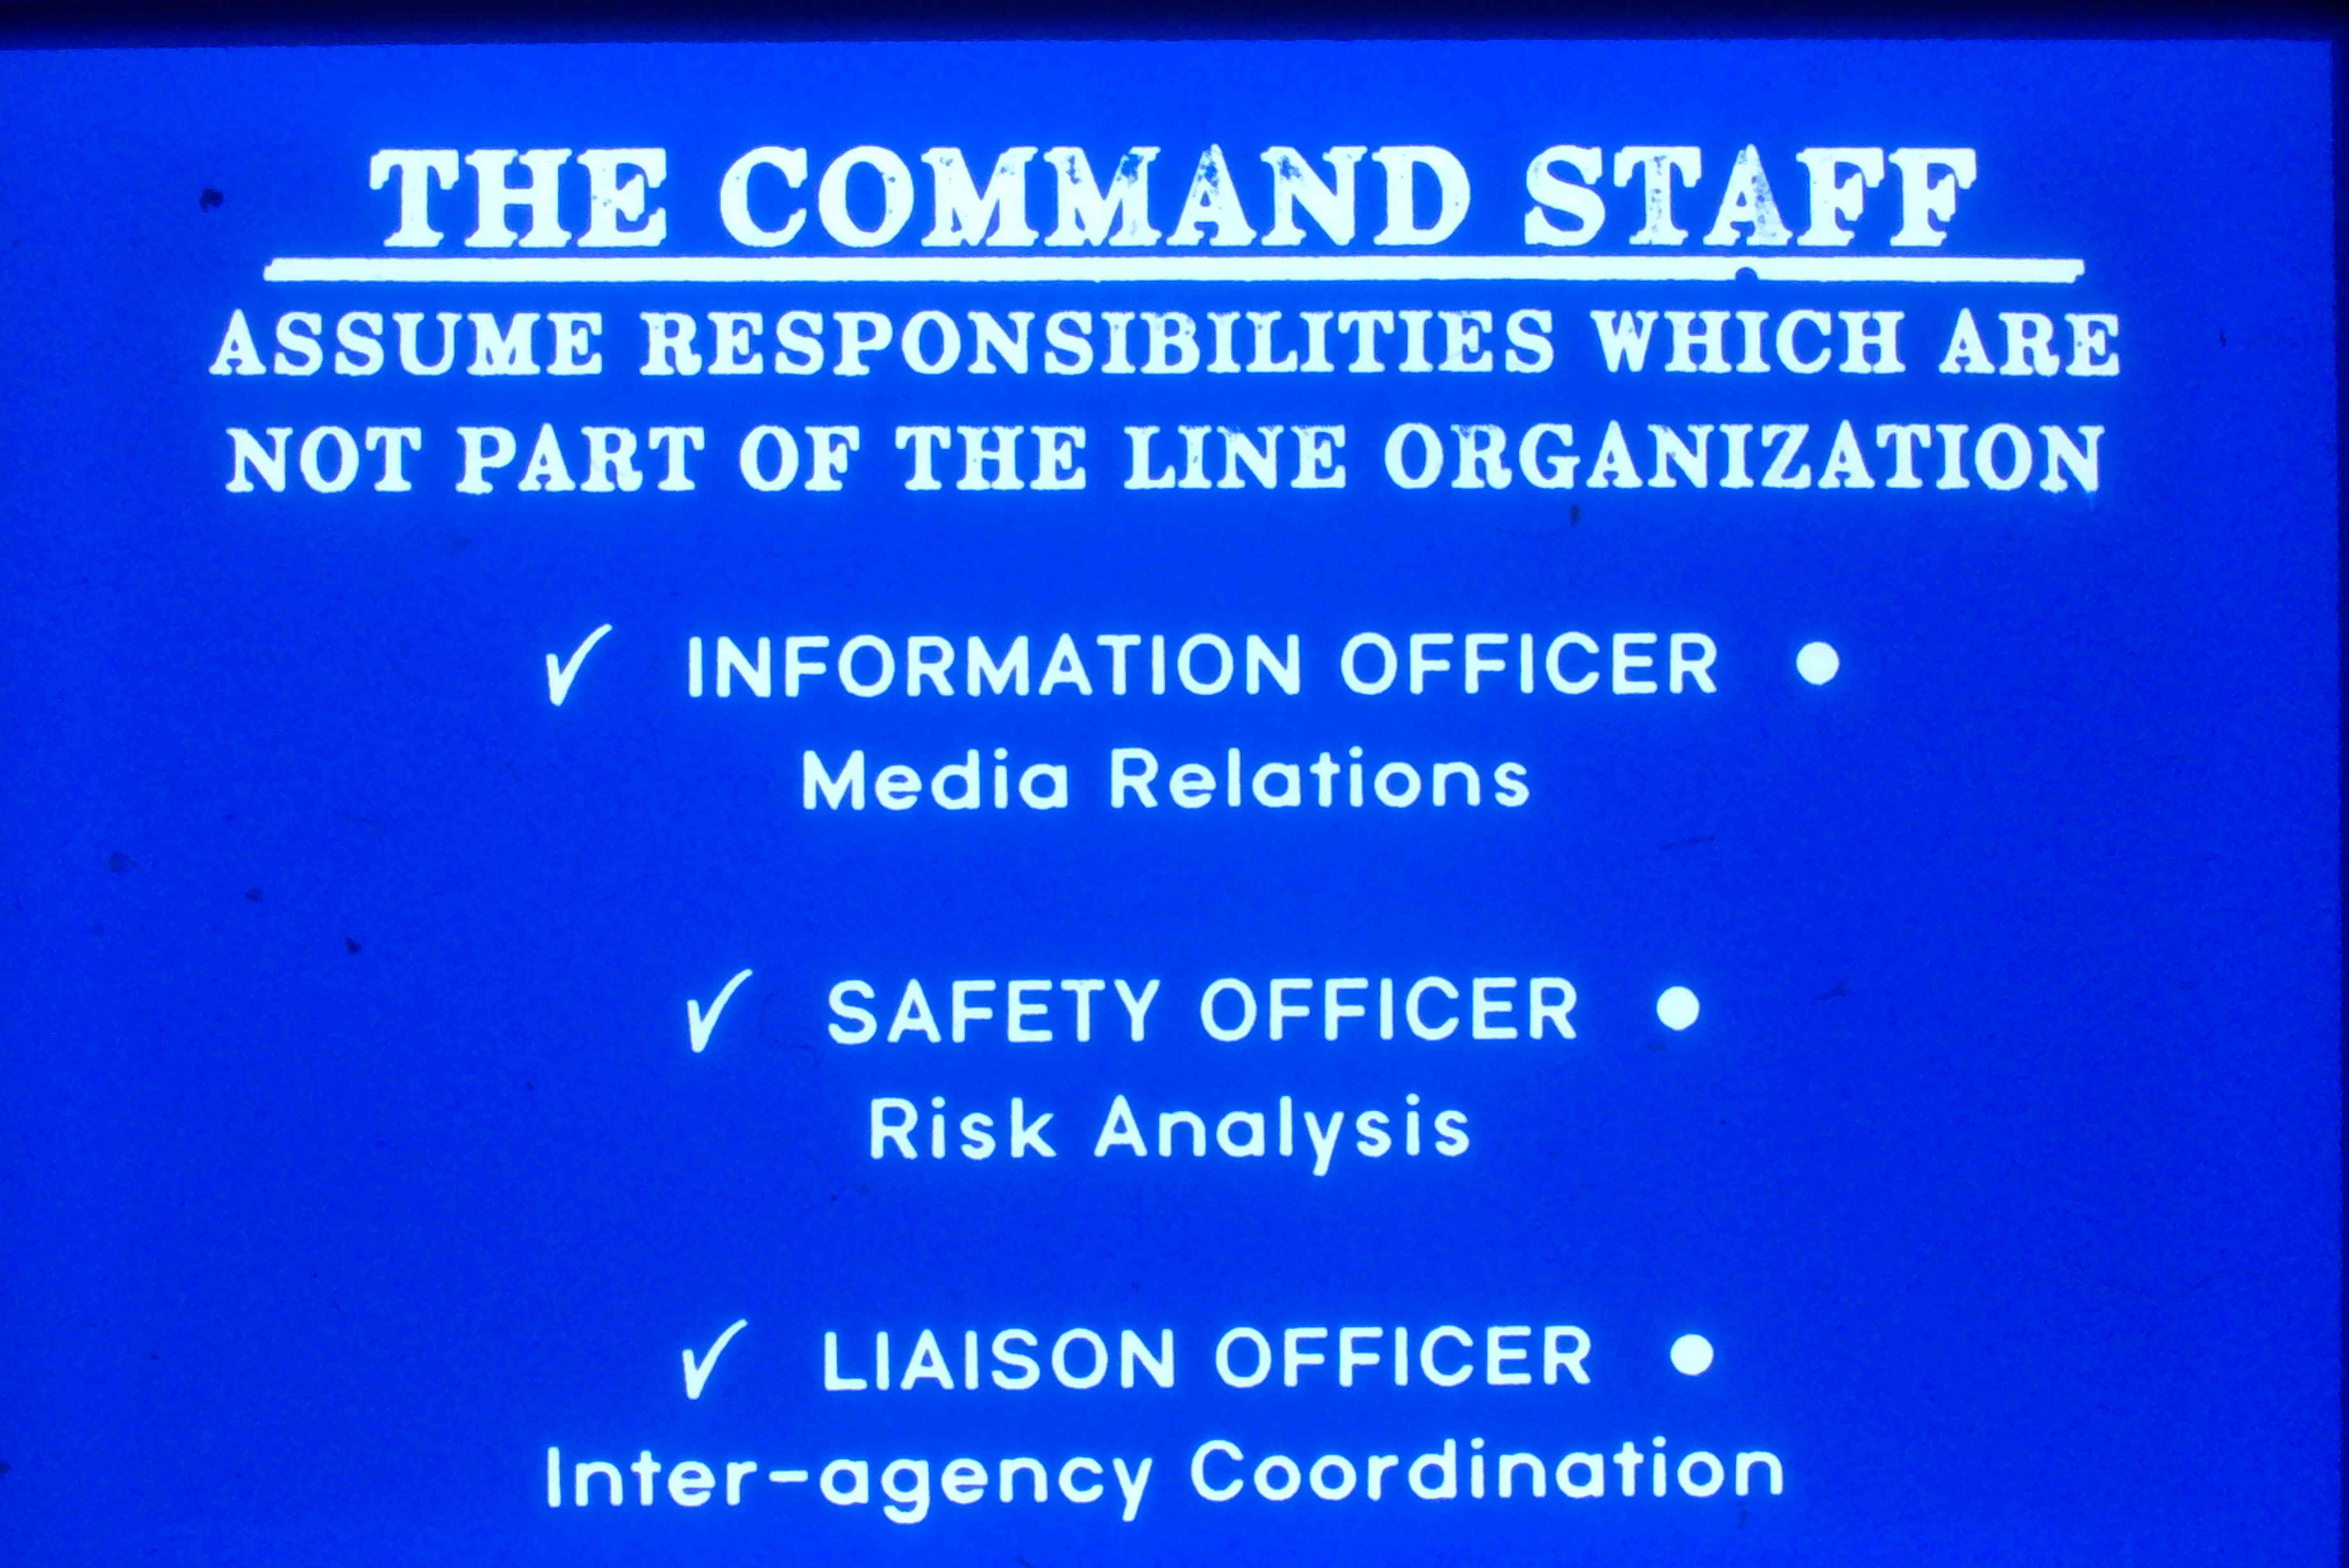 THE COMMAND STAFF
ASSUME RESPONSIBILITIES WHICH ARE
NOT PART OF THE LINE ORGANIZATION
✓ INFORMATION OFFICER •
Media Relations
✓ SAFETY OFFICER •
Risk Analysis
✓ LIAISON OFFICER •
Inter-agency Coordination